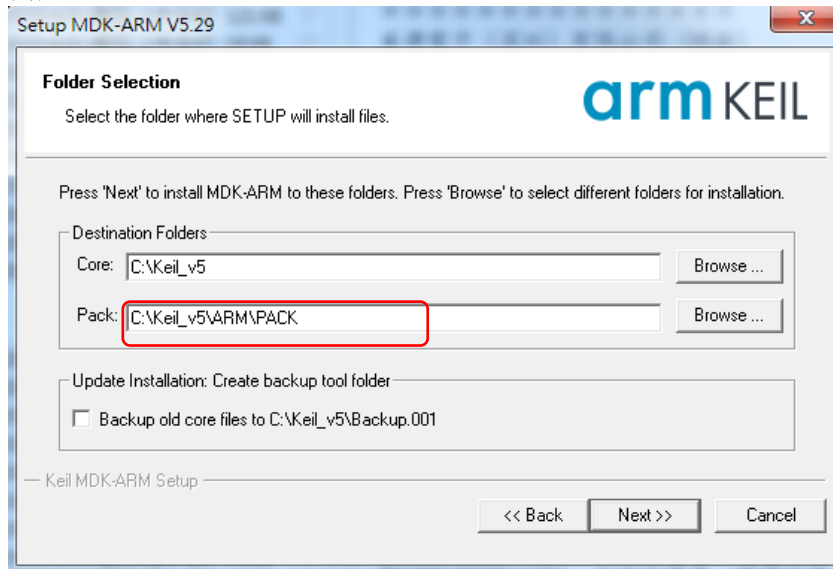 Setup MDK-ARM V5.29
Folder Selection
arm KEIL
Select the folder where SETUP will install files.
Press 'Next' to install MDK-ARM to these folders. Press 'Browse' to select different folders for installation.
Destination Folders
Core: C:\Keil_v5 Browse ...
Pack: C:\Keil_v5\ARM\PACK Browse ...
Update Installation: Create backup tool folder
Backup old core files to C:\Keil_v5\Backup.001
Keil MDK-ARM Setup
<< Back Next >> Cancel